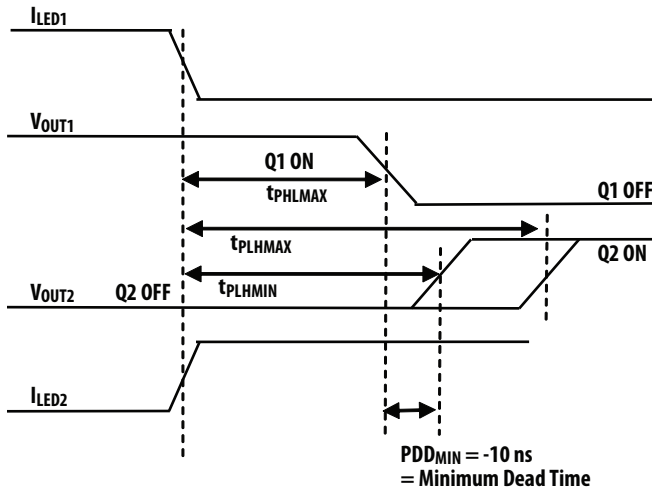 ILED1
VOUT1
Q1 ON
tPHLMAX
Q1 OFF
tPLHMAX
Q2 ON
tPLHMIN
VOUT2 Q2 OFF
ILED2
PDDMIN = -10 ns
= Minimum Dead Time